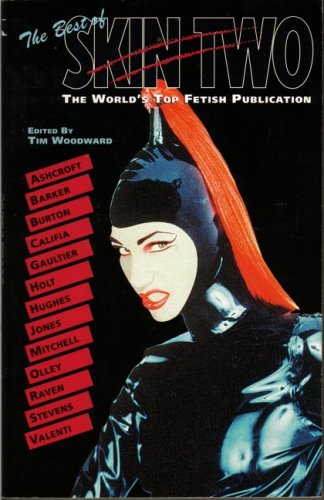 The Best of
SKIN TWO
THE WORLD'S TOP FETISH PUBLICATION
EDITED BY
TIM WOODWARD
ASHCROFT
BARKER
BURTON
CALIFIA
GAULTIER
HOLT
HUGHES
JONES
MITCHELL
OLLEY
RAVEN
STEVENS
VALENTI